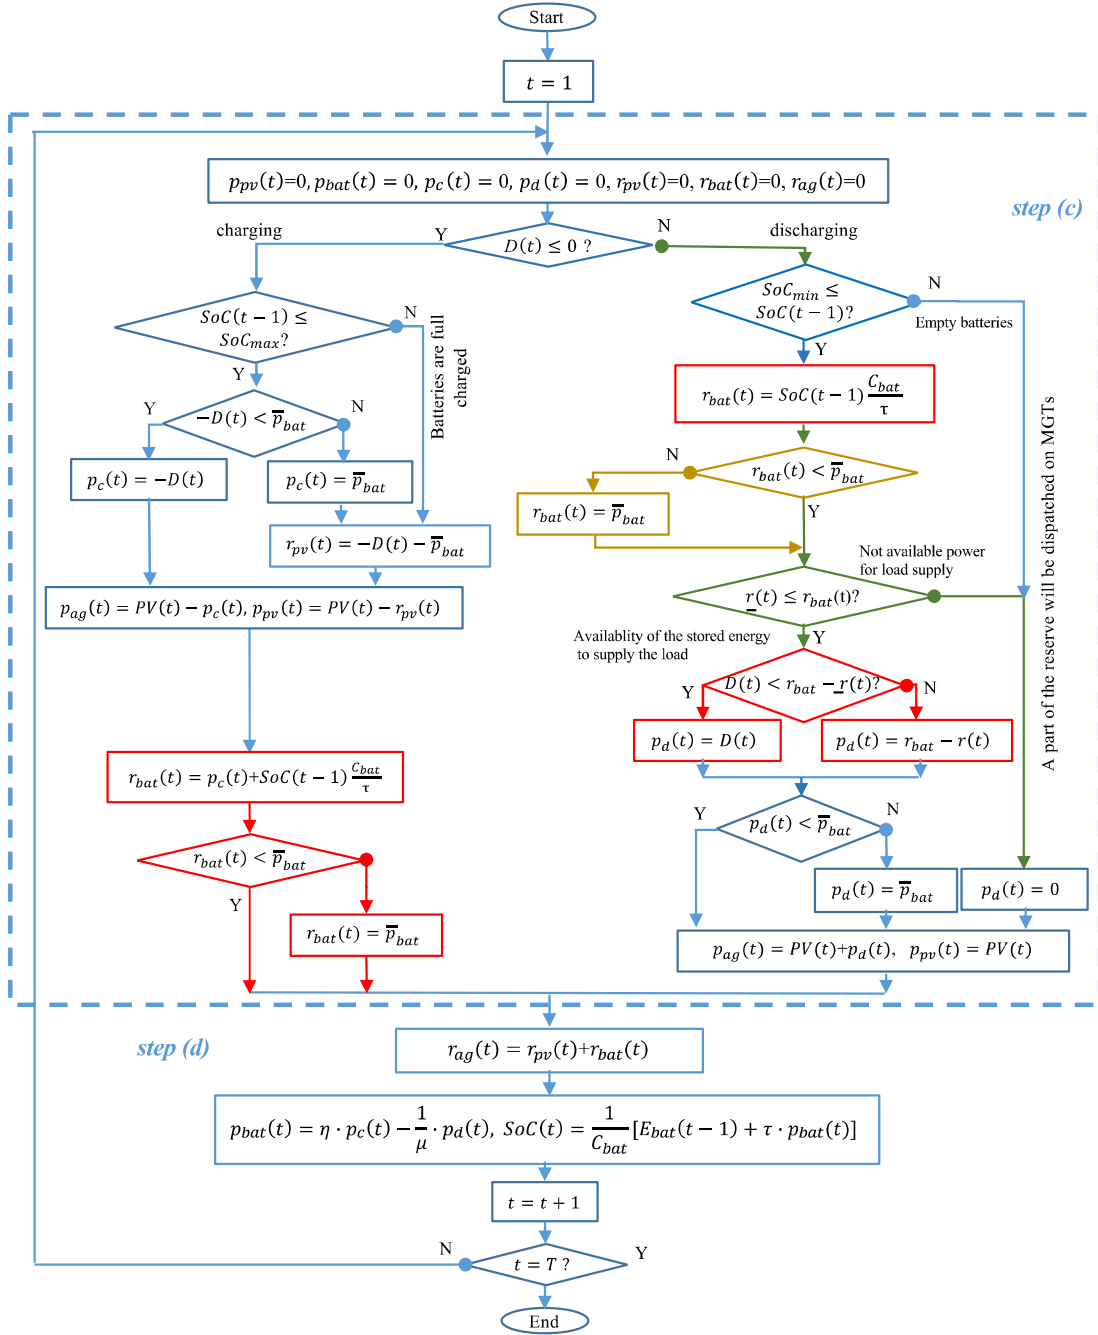 Start
t = 1
p_pv(t)=0, p_bat(t) = 0, p_c(t) = 0, p_d(t) = 0, r_pv(t)=0, r_bat(t)=0, r_ag(t)=0
step (c)
charging
Y
D(t) ≤ 0 ?
N
discharging
SoC(t − 1) ≤
SoC_max?
N
Batteries are full
charged
Y
SoC_min ≤
SoC(t − 1)?
N
Empty batteries
Y
Y
−D(t) < p̅_bat
N
p_c(t) = −D(t)
p_c(t) = p̅_bat
r_pv(t) = −D(t) − p̅_bat
p_ag(t) = PV(t) − p_c(t), p_pv(t) = PV(t) − r_pv(t)
r_bat(t) = SoC(t − 1) C_bat/τ
N
r_bat(t) < p̅_bat
Y
r_bat(t) = p̅_bat
Not available power
for load supply
r̲(t) ≤ r_bat(t)?
Availablity of the stored energy
to supply the load
Y
A part of the reserve will be dispatched on MGTs
D(t) < r_bat − r̲(t)?
Y
N
p_d(t) = D(t)
p_d(t) = r_bat − r(t)
r_bat(t) = p_c(t)+SoC(t − 1) C_bat/τ
Y
p_d(t) < p̅_bat
N
r_bat(t) < p̅_bat
Y
r_bat(t) = p̅_bat
p_d(t) = p̅_bat
p_d(t) = 0
p_ag(t) = PV(t)+p_d(t), p_pv(t) = PV(t)
step (d)
r_ag(t) = r_pv(t)+r_bat(t)
p_bat(t) = η · p_c(t) − 1/μ · p_d(t), SoC(t) = 1/C_bat [E_bat(t − 1) + τ · p_bat(t)]
t = t + 1
N
t = T ?
Y
End